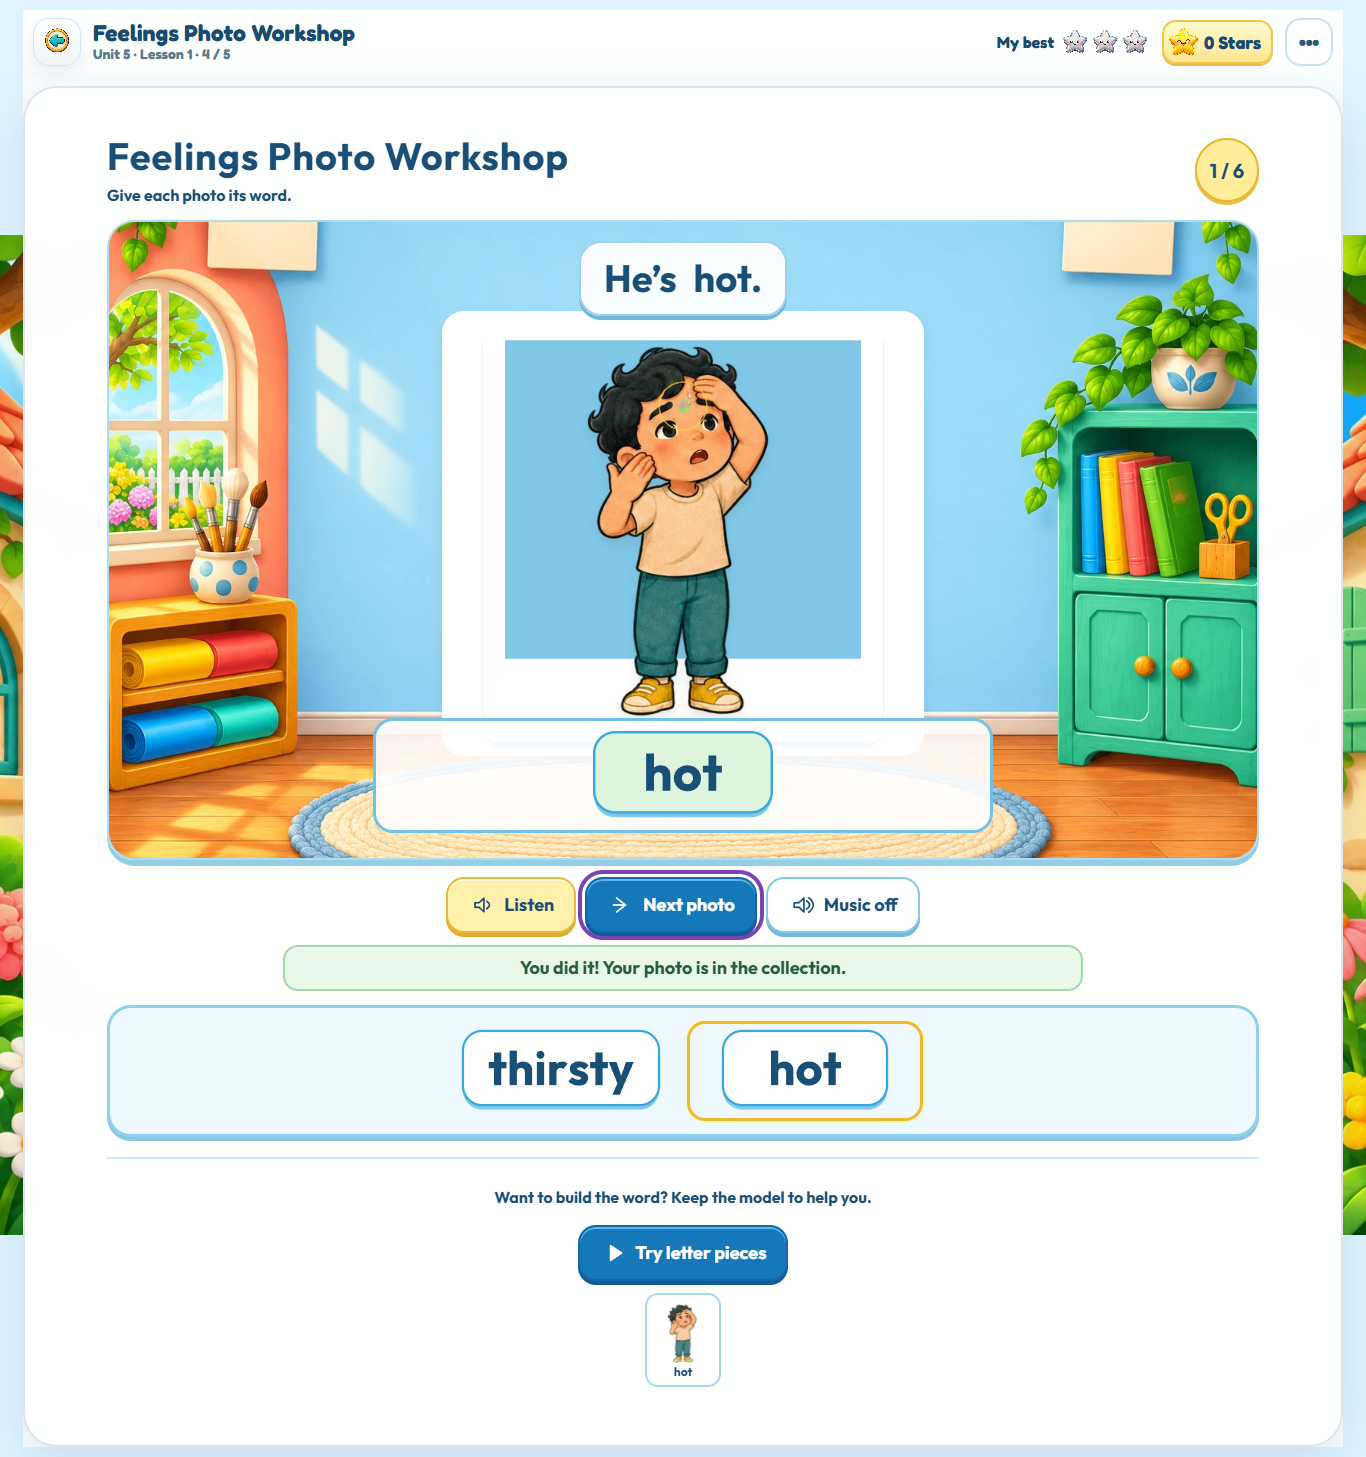 Feelings Photo Workshop
Unit 5 · Lesson 1 · 4 / 5
My best
0 Stars
Feelings Photo Workshop
Give each photo its word.
1 / 6
He’s hot.
hot
Listen
Next photo
Music off
You did it! Your photo is in the collection.
thirsty
hot
Want to build the word? Keep the model to help you.
Try letter pieces
hot